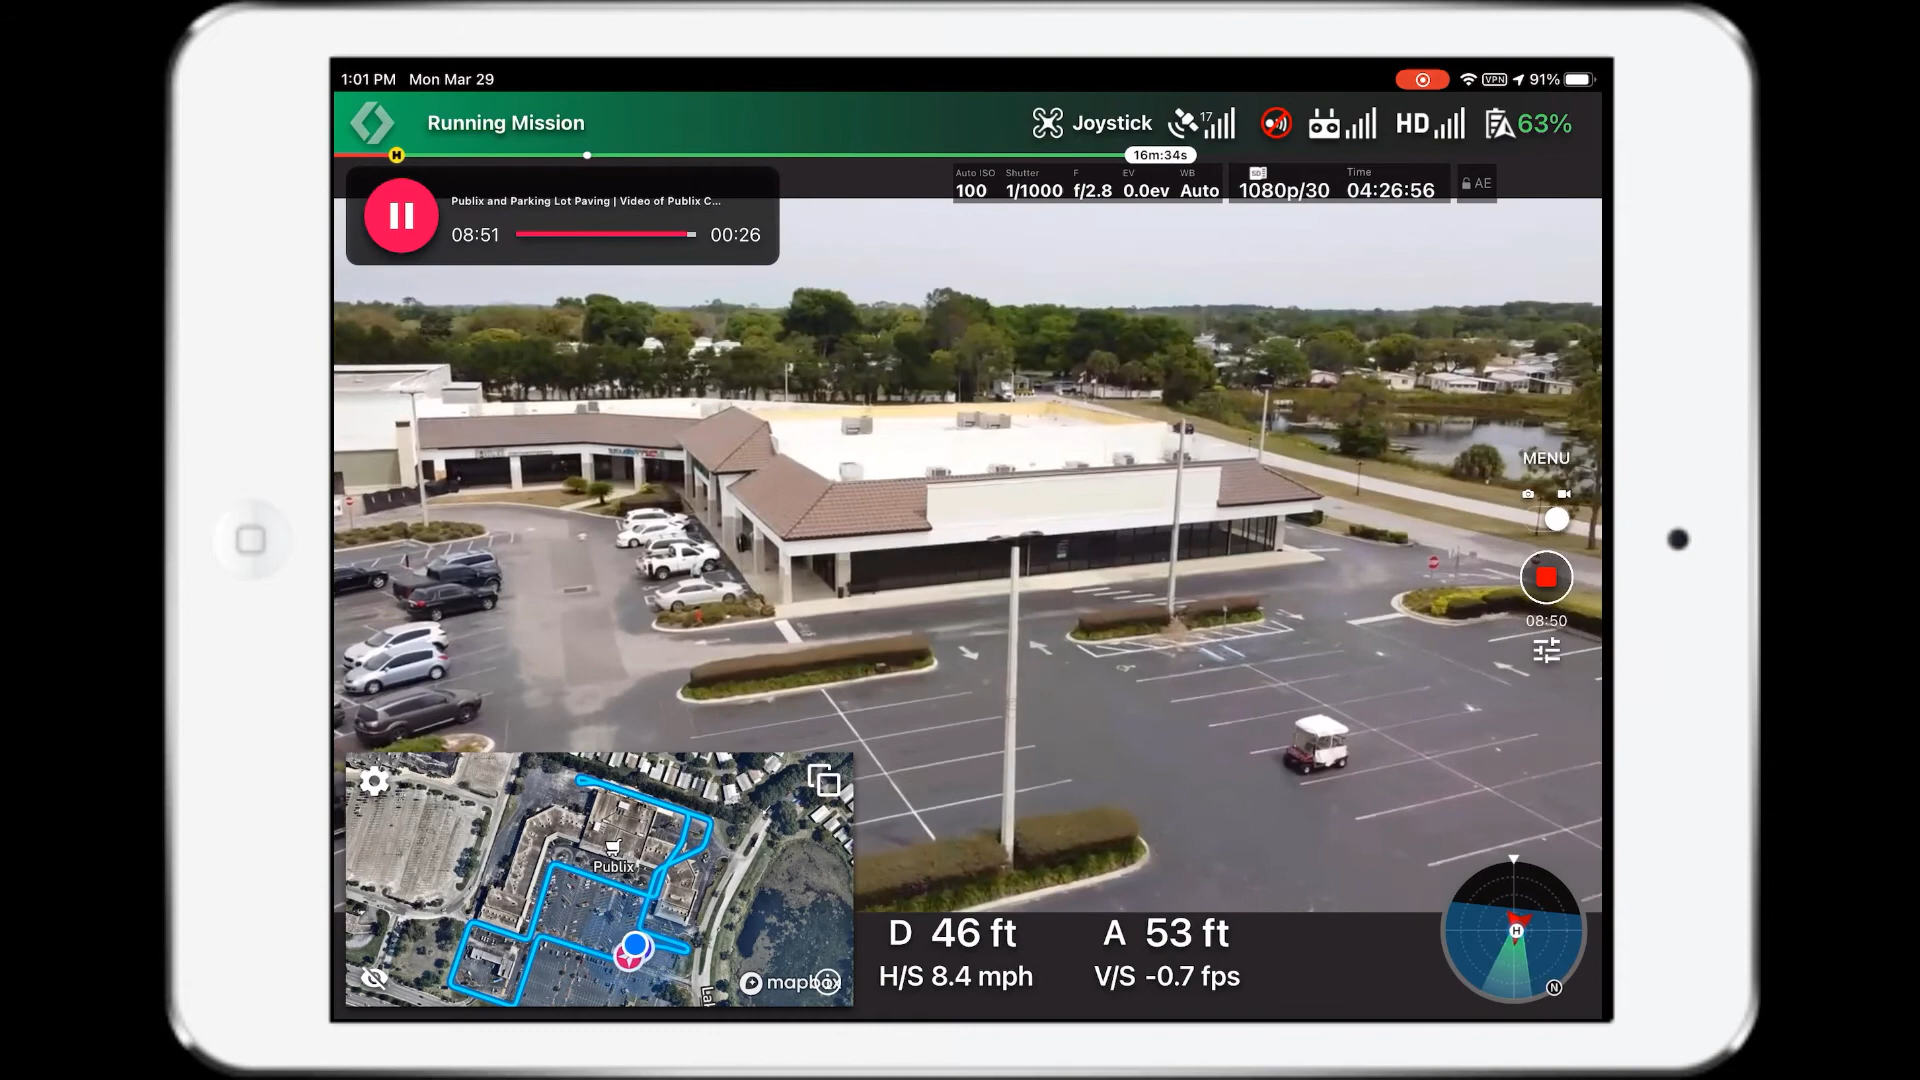 1:01 PM Mon Mar 29
VPN 91%
Running Mission
Joystick 17 HD 63%
16m:34s
Auto ISO Shutter F EV WB
100 1/1000 f/2.8 0.0ev Auto
SD Time
1080p/30 04:26:56
AE
Publix and Parking Lot Paving | Video of Publix C...
08:51 00:26
MENU
08:50
Publix
mapbox
H
N
D 46 ft A 53 ft
H/S 8.4 mph V/S -0.7 fps